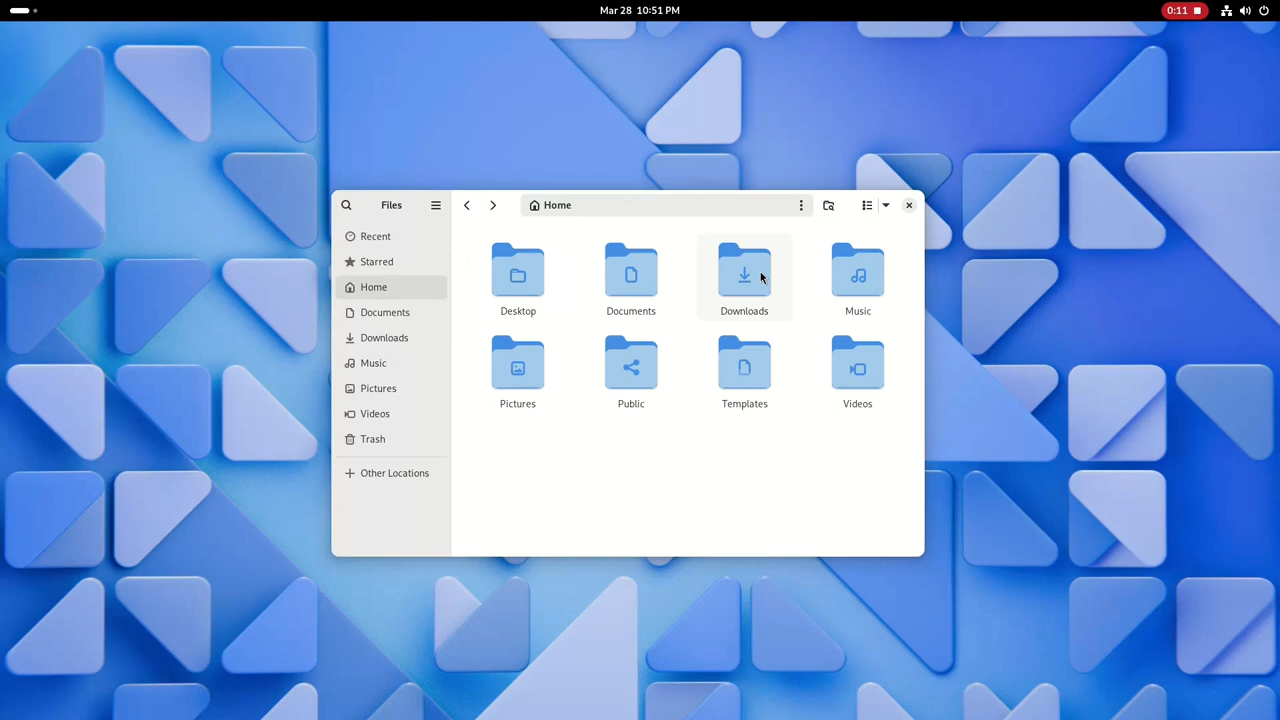 Mar 28 10:51 PM
0:11
Files
Home
Recent
Starred
Home
Documents
Downloads
Music
Pictures
Videos
Trash
Other Locations
Desktop
Documents
Downloads
Music
Pictures
Public
Templates
Videos